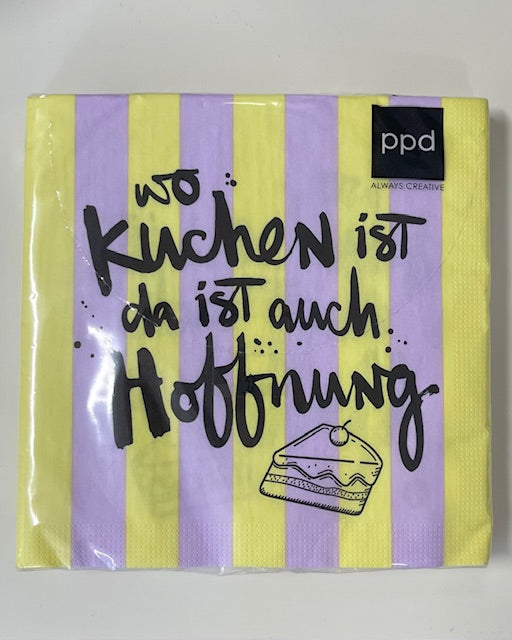 ppd
ALWAYS CREATIVE
wo
Kuchen ist
da ist auch
Hoffnung